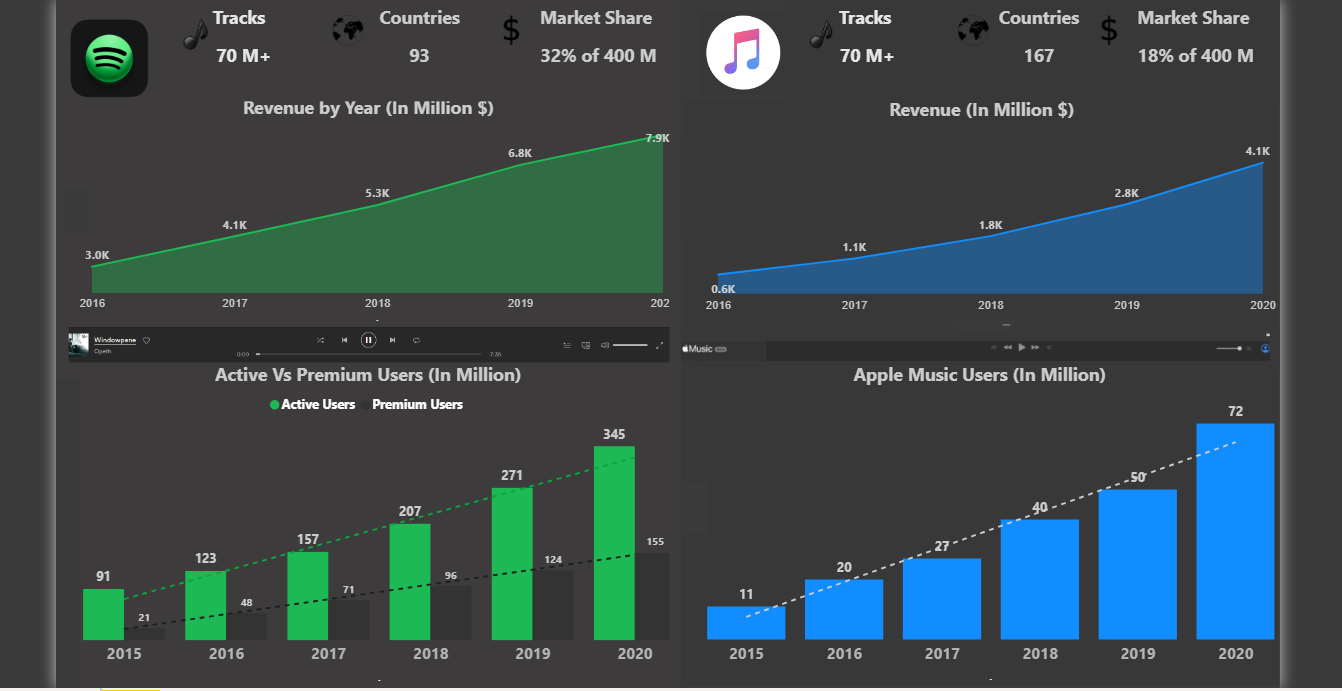 Tracks
70 M+
Countries
93
$
Market Share
32% of 400 M
Revenue by Year (In Million $)
3.0K
4.1K
5.3K
6.8K
7.9K
2016
2017
2018
2019
202
Windowpane
Opeth
0:09
-7:36
Active Vs Premium Users (In Million)
Active Users
Premium Users
91
123
157
207
271
345
21
48
71
96
124
155
2015
2016
2017
2018
2019
2020
Tracks
70 M+
Countries
167
$
Market Share
18% of 400 M
Revenue (In Million $)
0.6K
1.1K
1.8K
2.8K
4.1K
2016
2017
2018
2019
2020
Music
Apple Music Users (In Million)
11
20
27
40
50
72
2015
2016
2017
2018
2019
2020